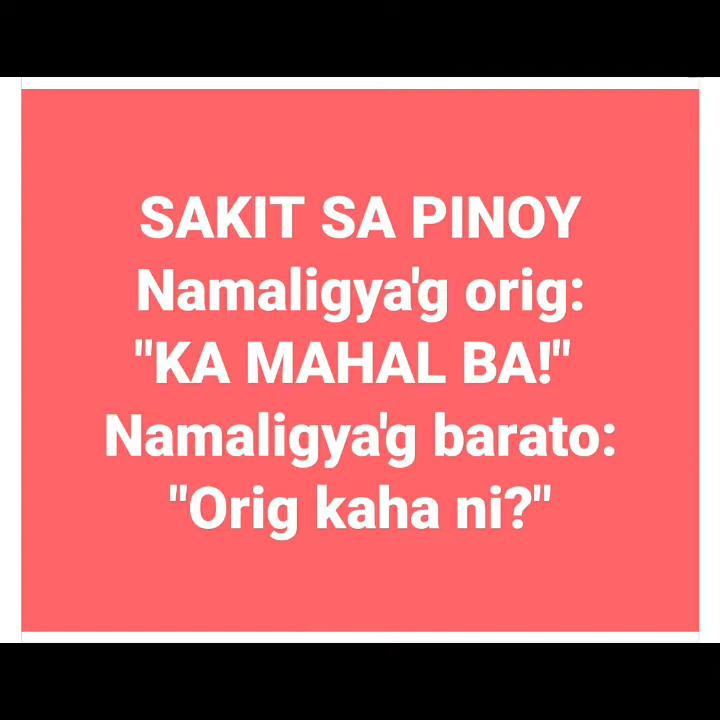 SAKIT SA PINOY
Namaligya'g orig:
"KA MAHAL BA!"
Namaligya'g barato:
"Orig kaha ni?"